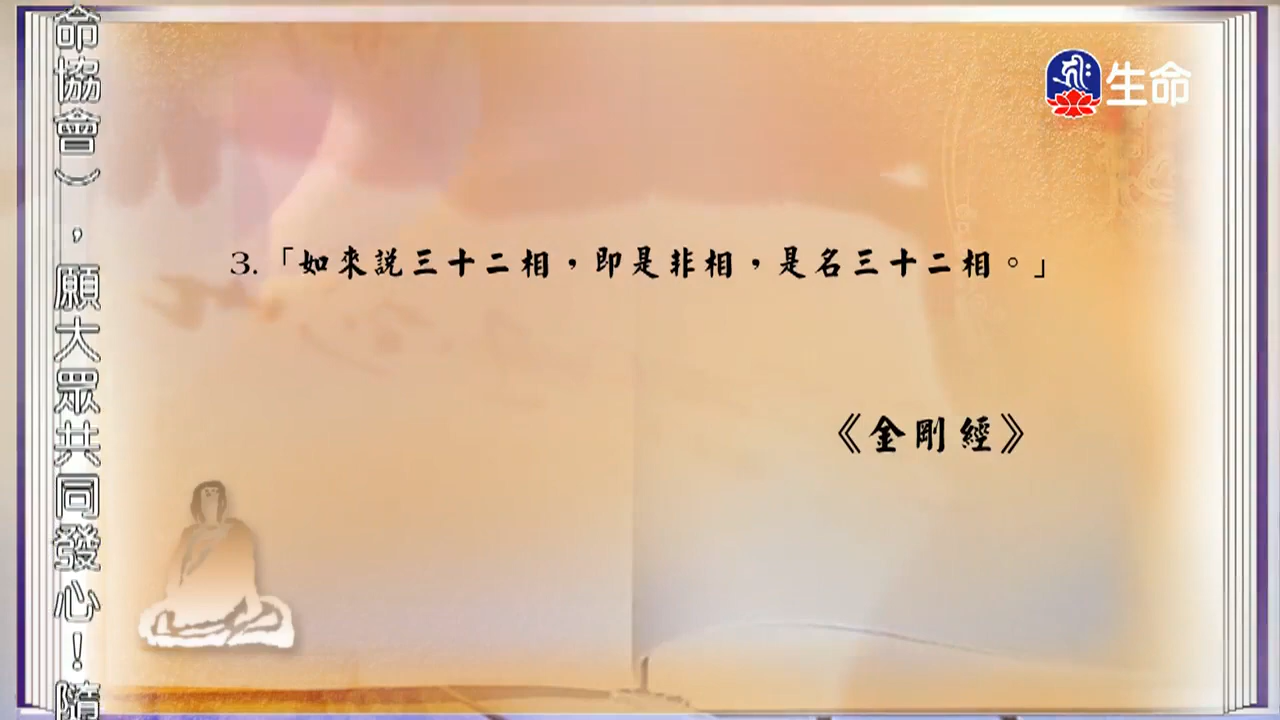 命協會），願大眾共同發心！隨
生命
3.「如來説三十二相，即是非相，是名三十二相。」
《金剛經》